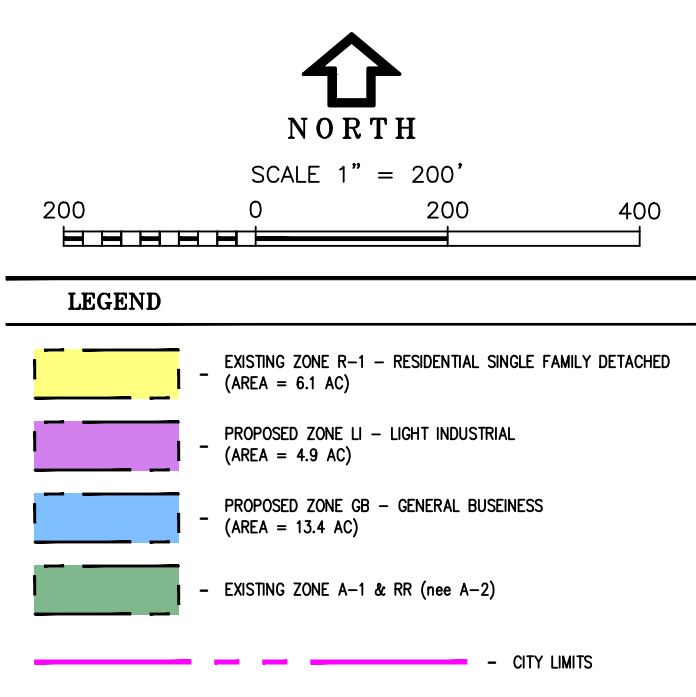 NORTH
SCALE 1" = 200'
200 0 200 400
LEGEND
- EXISTING ZONE R-1 - RESIDENTIAL SINGLE FAMILY DETACHED
(AREA = 6.1 AC)
- PROPOSED ZONE LI - LIGHT INDUSTRIAL
(AREA = 4.9 AC)
- PROPOSED ZONE GB - GENERAL BUSEINESS
(AREA = 13.4 AC)
- EXISTING ZONE A-1 & RR (nee A-2)
- CITY LIMITS